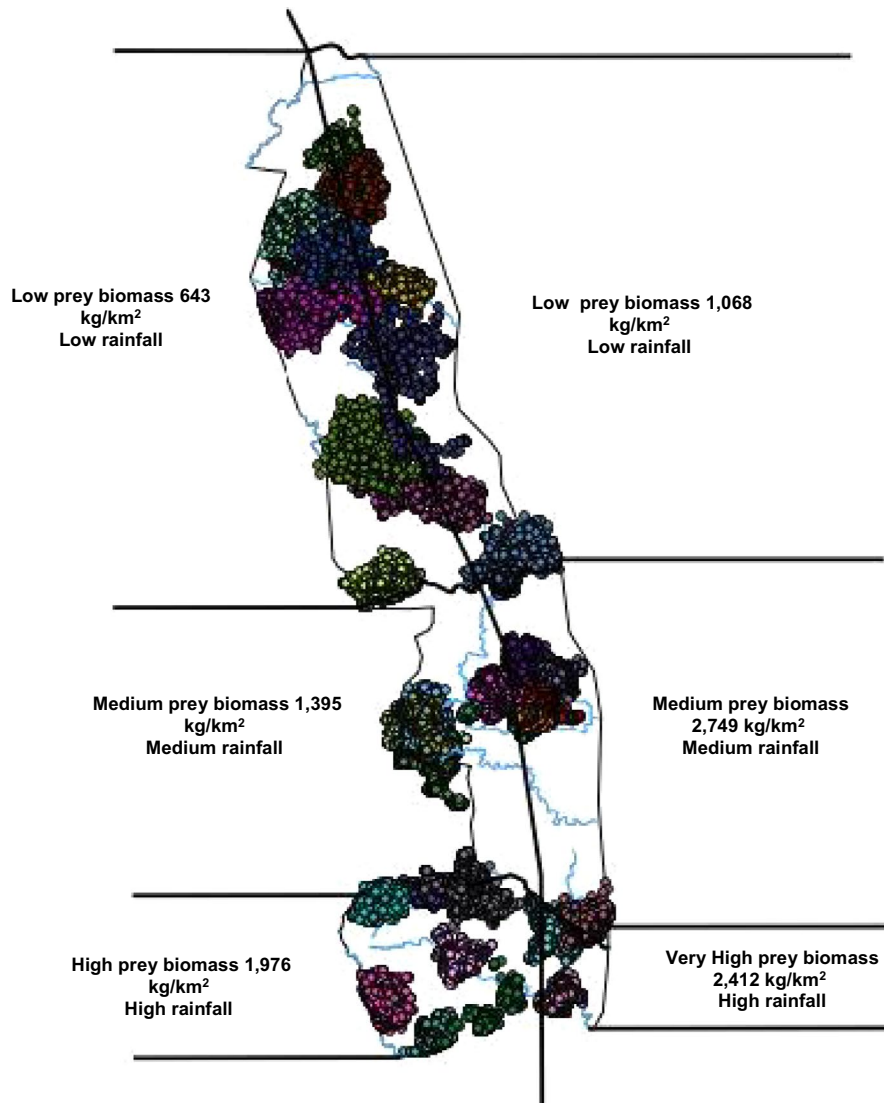 Low prey biomass 643
kg/km²
Low rainfall
Low prey biomass 1,068
kg/km²
Low rainfall
Medium prey biomass 1,395
kg/km²
Medium rainfall
Medium prey biomass
2,749 kg/km²
Medium rainfall
High prey biomass 1,976
kg/km²
High rainfall
Very High prey biomass
2,412 kg/km²
High rainfall